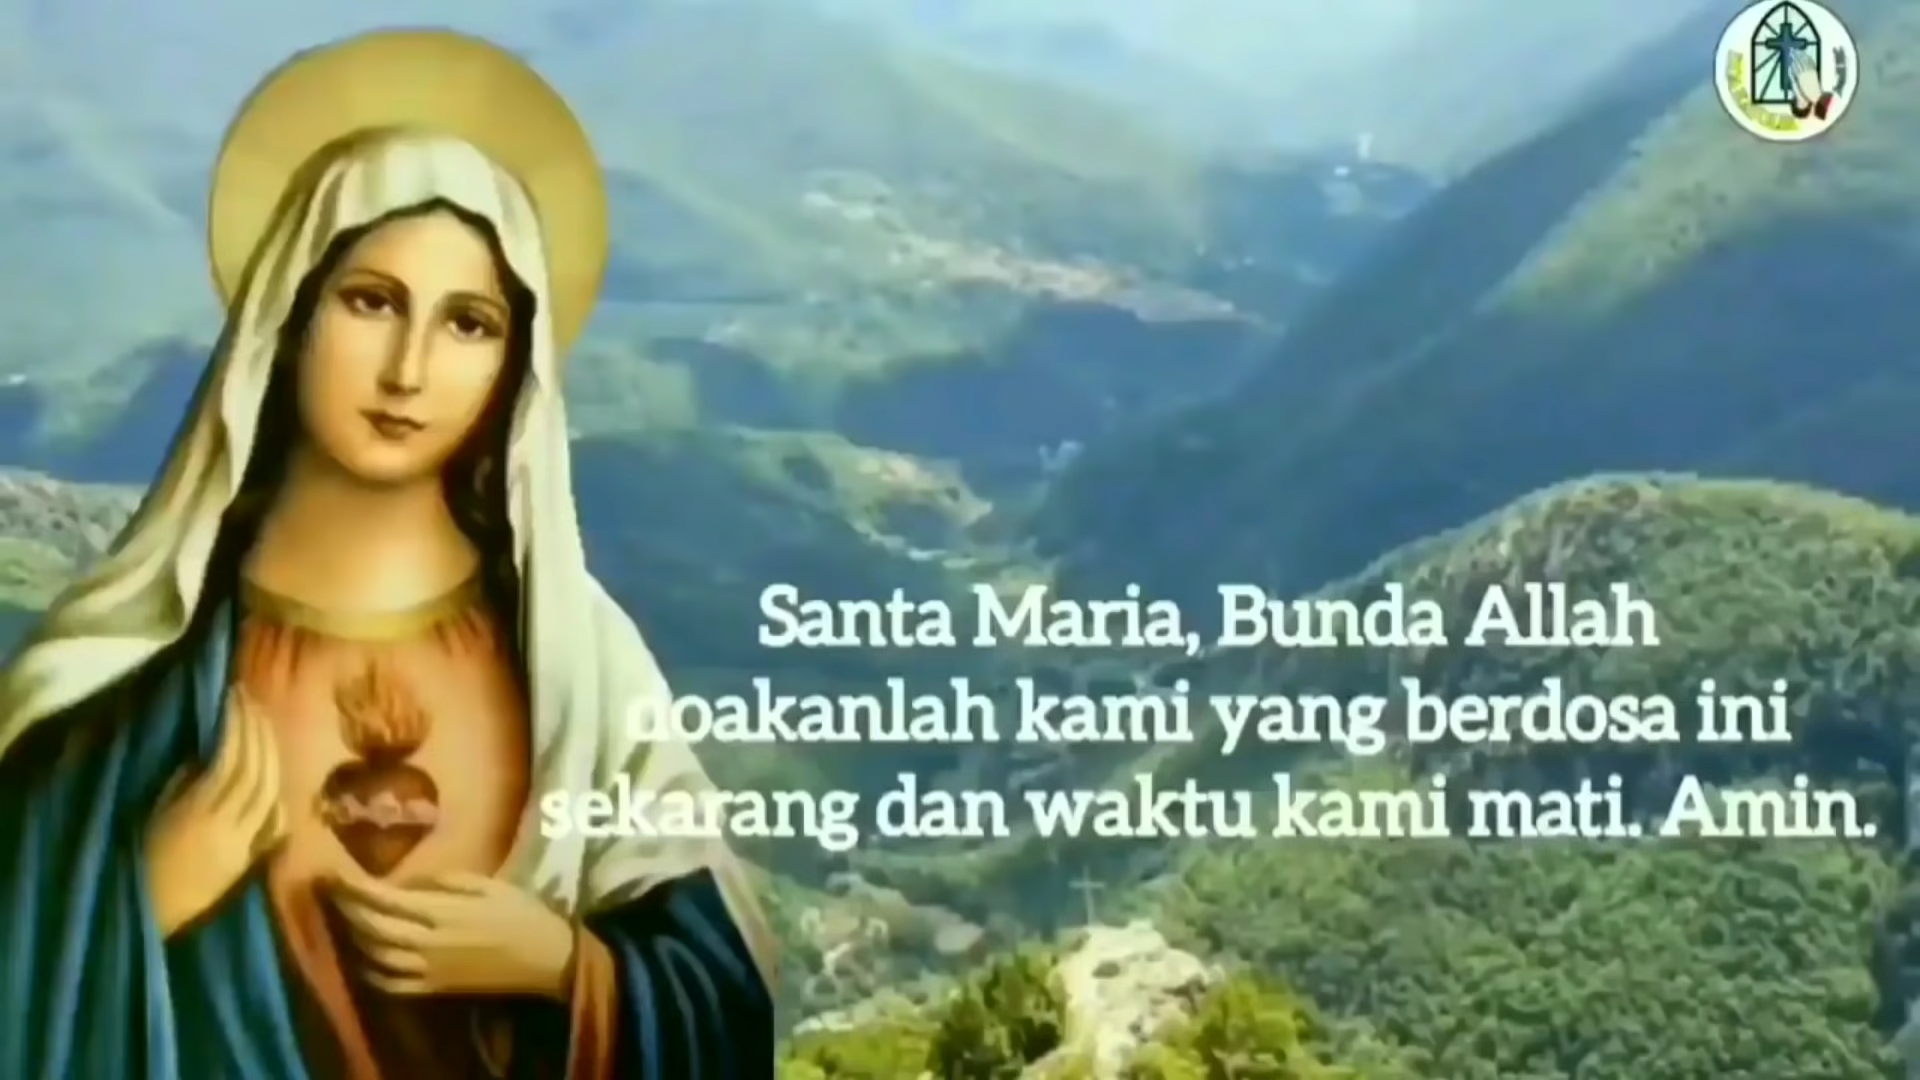 Santa Maria, Bunda Allah
doakanlah kami yang berdosa ini
sekarang dan waktu kami mati. Amin.